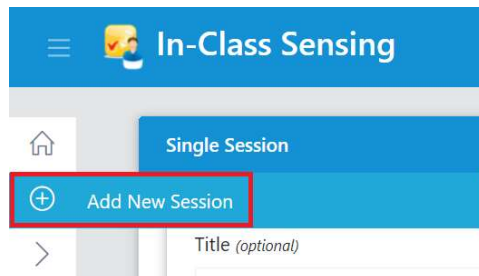 In-Class Sensing
Single Session
Add New Session
Title (optional)